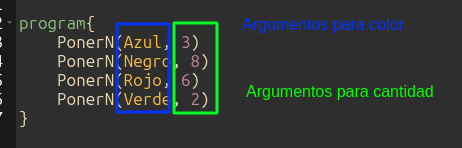 program{
PonerN(Azul, 3)
PonerN(Negro, 8)
PonerN(Rojo, 6)
PonerN(Verde, 2)
}
Argumentos para color
Argumentos para cantidad